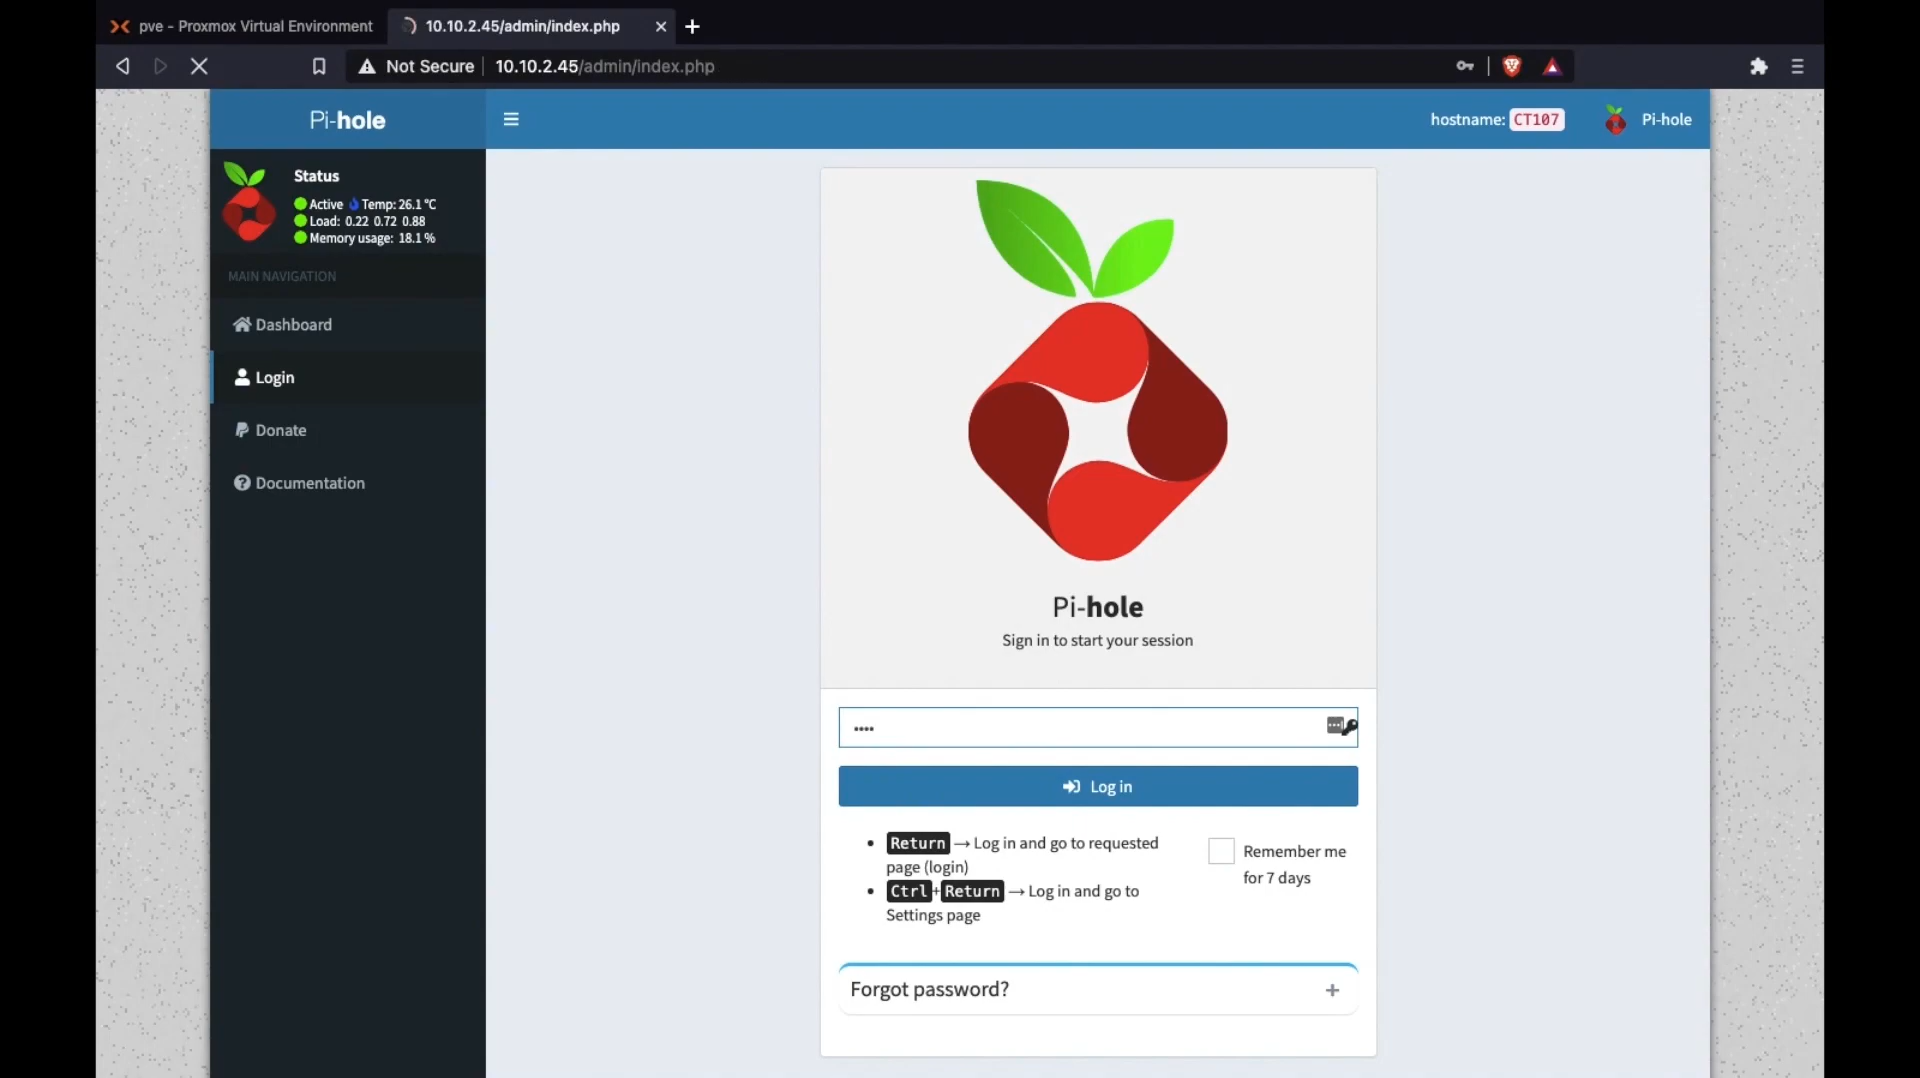 pve - Proxmox Virtual Environment
10.10.2.45/admin/index.php
Not Secure
10.10.2.45/admin/index.php
Pi-hole
hostname: CT107
Pi-hole
Status
Active Temp: 26.1 °C
Load: 0.22 0.72 0.88
Memory usage: 18.1 %
MAIN NAVIGATION
Dashboard
Login
Donate
Documentation
Pi-hole
Sign in to start your session
Log in
Return → Log in and go to requested
page (login)
Ctrl+Return → Log in and go to
Settings page
Remember me
for 7 days
Forgot password?